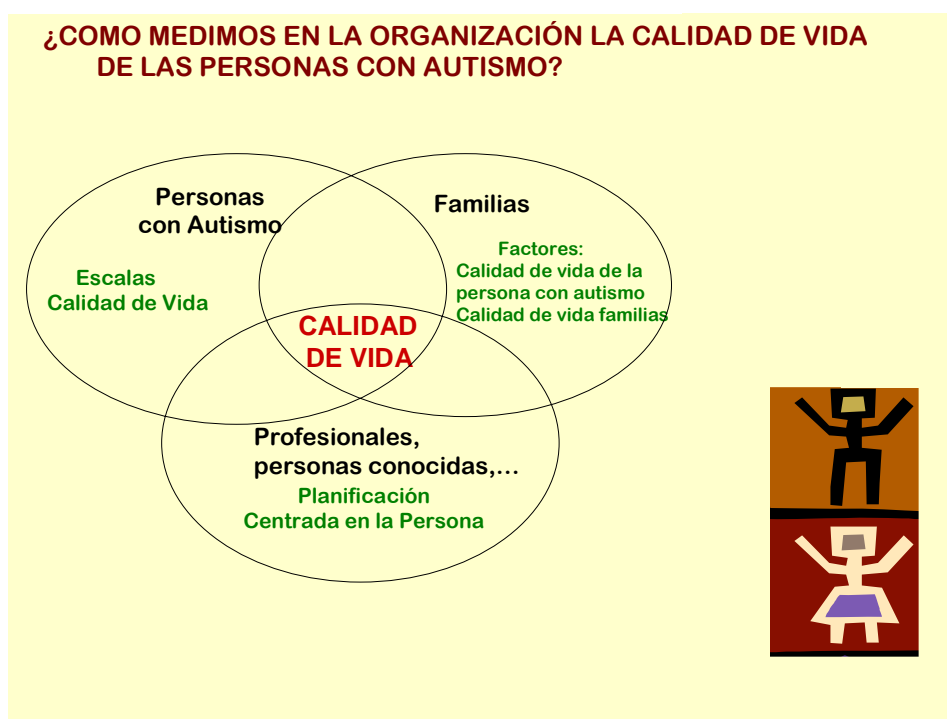 ¿COMO MEDIMOS EN LA ORGANIZACIÓN LA CALIDAD DE VIDA
DE LAS PERSONAS CON AUTISMO?
Personas
con Autismo
Escalas
Calidad de Vida
Familias
Factores:
Calidad de vida de la
persona con autismo
Calidad de vida familias
CALIDAD
DE VIDA
Profesionales,
personas conocidas,...
Planificación
Centrada en la Persona